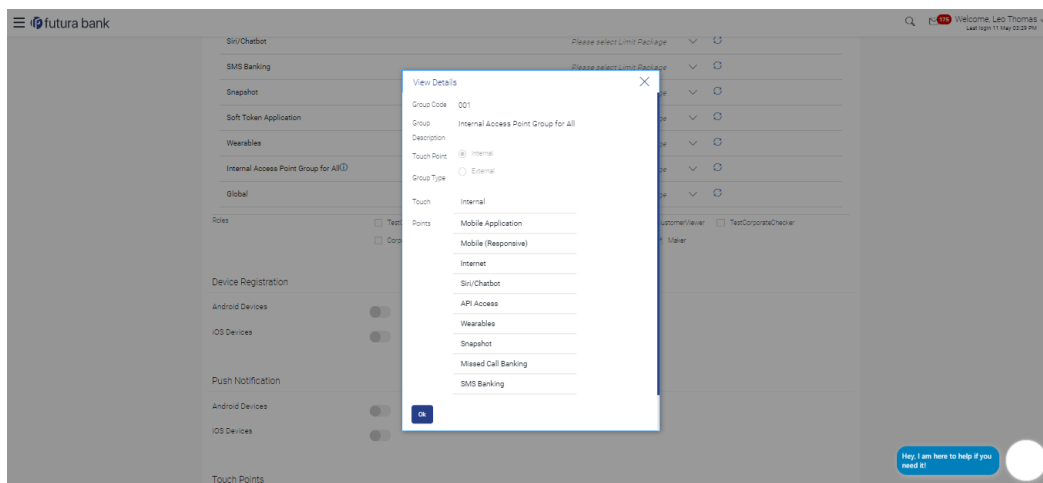 futura bank
175 Welcome, Leo Thomas
Last login 11 May 03:29 PM
Siri/Chatbot Please select Limit Package
SMS Banking Please select Limit Package
Snapshot
Soft Token Application
Wearables
Internal Access Point Group for All
Global
Roles
TestCorporateChecker
Maker
View Details
Group Code 001
Group Description Internal Access Point Group for All
Touch Point Group Type
Internal
External
Touch Points
Internal
Mobile Application
Mobile (Responsive)
Internet
Siri/Chatbot
API Access
Wearables
Snapshot
Missed Call Banking
SMS Banking
Ok
Device Registration
Android Devices
iOS Devices
Push Notification
Android Devices
iOS Devices
Touch Points
Hey, I am here to help if you
need it!